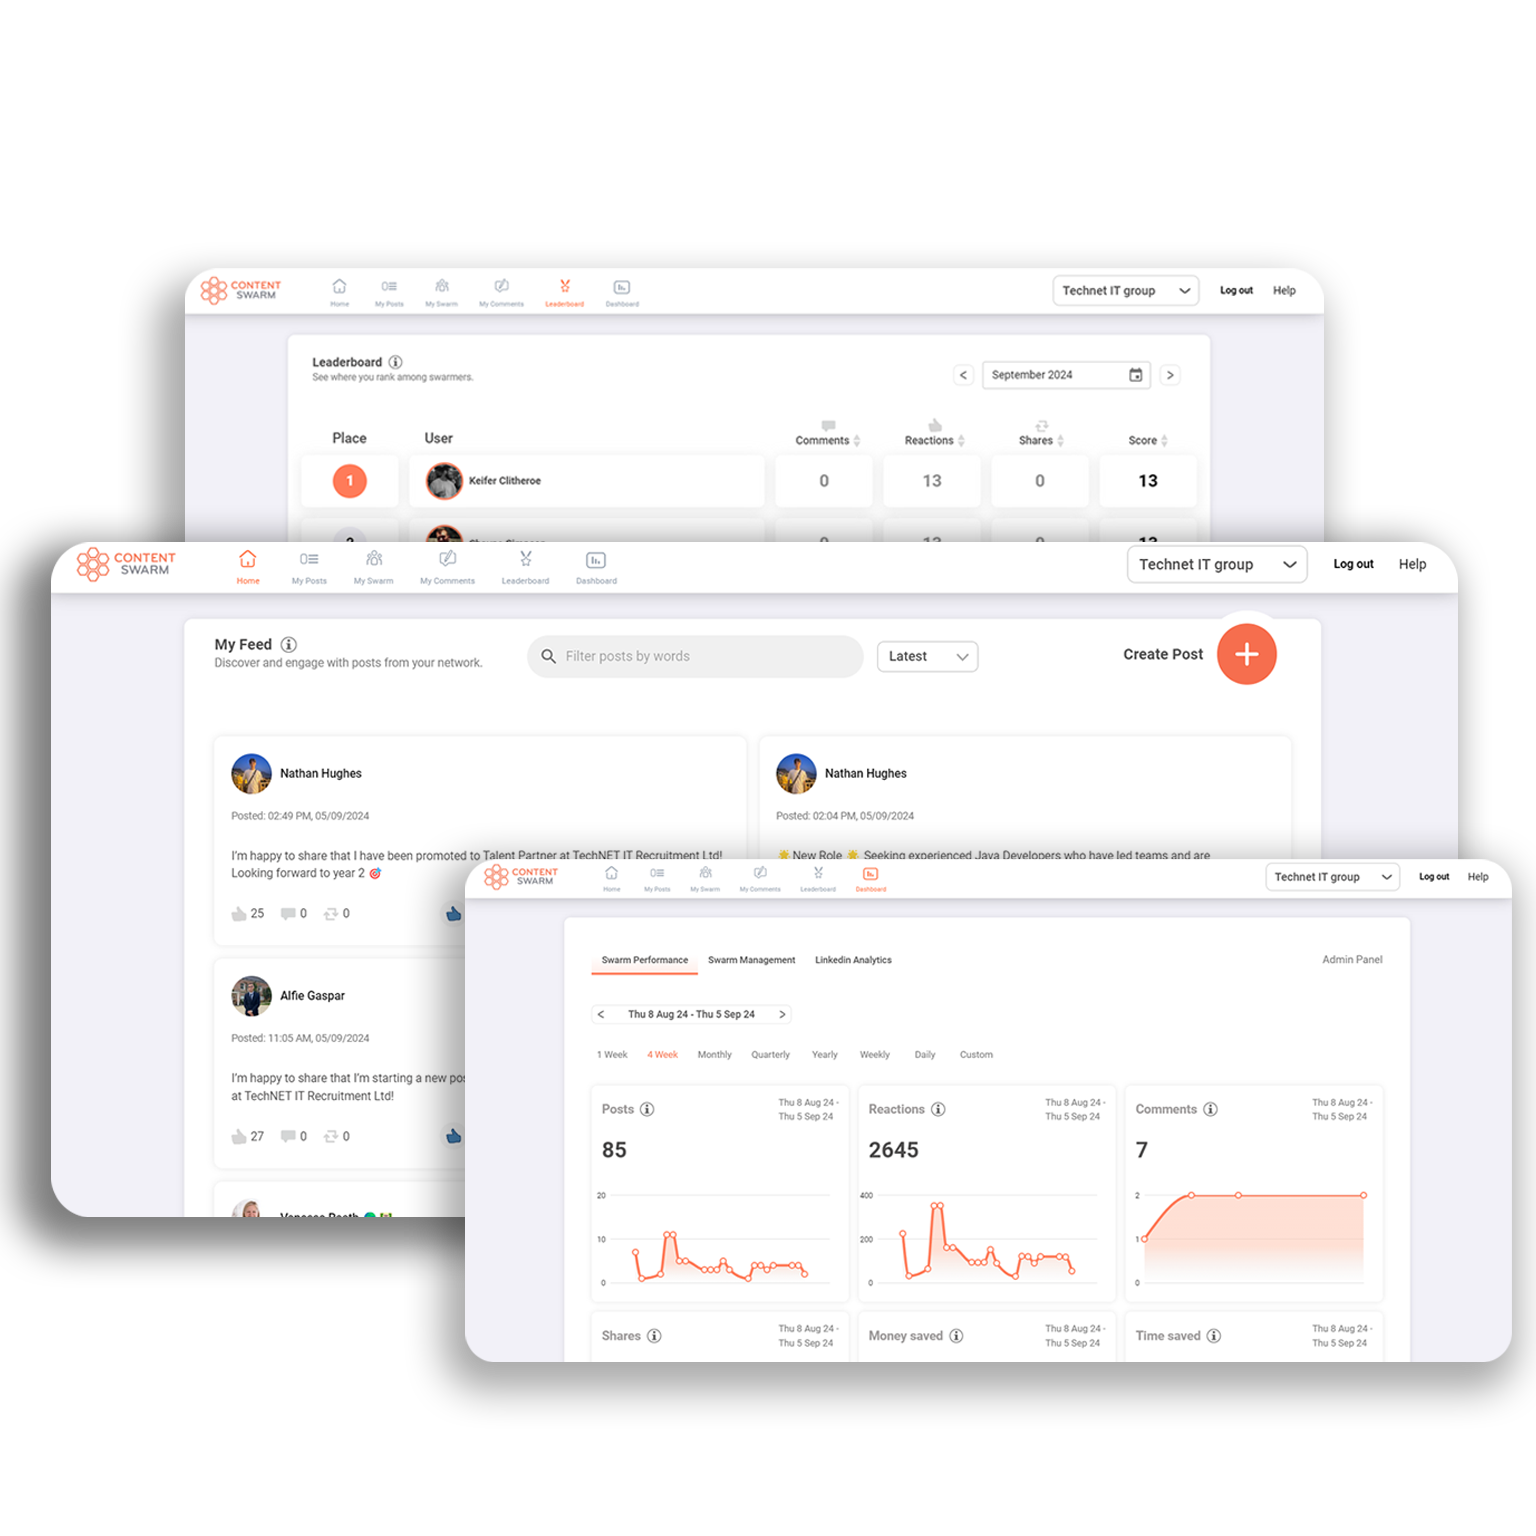 CONTENT
SWARM
Home
My Posts
My Swarm
My Comments
Leaderboard
Dashboard
Technet IT group
Log out
Help
Leaderboard
See where you rank among swarmers.
<
September 2024
>
Place
User
Comments
Reactions
Shares
Score
1
Keifer Clitheroe
0
13
0
13
CONTENT
SWARM
Home
My Posts
My Swarm
My Comments
Leaderboard
Dashboard
Technet IT group
Log out
Help
My Feed
Discover and engage with posts from your network.
Filter posts by words
Latest
Create Post
Nathan Hughes
Posted: 02:49 PM, 05/09/2024
I'm happy to share that I have been promoted to Talent Partner at TechNET IT Recruitment Ltd!
Looking forward to year 2 🎯
25
0
0
Nathan Hughes
Posted: 02:04 PM, 05/09/2024
🌟 New Role 🌟 Seeking experienced Java Developers who have led teams and are
Alfie Gaspar
Posted: 11:05 AM, 05/09/2024
I'm happy to share that I'm starting a new pos
at TechNET IT Recruitment Ltd!
27
0
0
CONTENT
SWARM
Home
My Posts
My Swarm
My Comments
Leaderboard
Dashboard
Technet IT group
Log out
Help
Swarm Performance
Swarm Management
Linkedin Analytics
Admin Panel
<
Thu 8 Aug 24 - Thu 5 Sep 24
>
1 Week
4 Week
Monthly
Quarterly
Yearly
Weekly
Daily
Custom
Posts
Thu 8 Aug 24 -
Thu 5 Sep 24
85
20
10
0
Reactions
Thu 8 Aug 24 -
Thu 5 Sep 24
2645
400
200
0
Comments
Thu 8 Aug 24 -
Thu 5 Sep 24
7
2
1
0
Shares
Thu 8 Aug 24 -
Thu 5 Sep 24
Money saved
Thu 8 Aug 24 -
Thu 5 Sep 24
Time saved
Thu 8 Aug 24 -
Thu 5 Sep 24